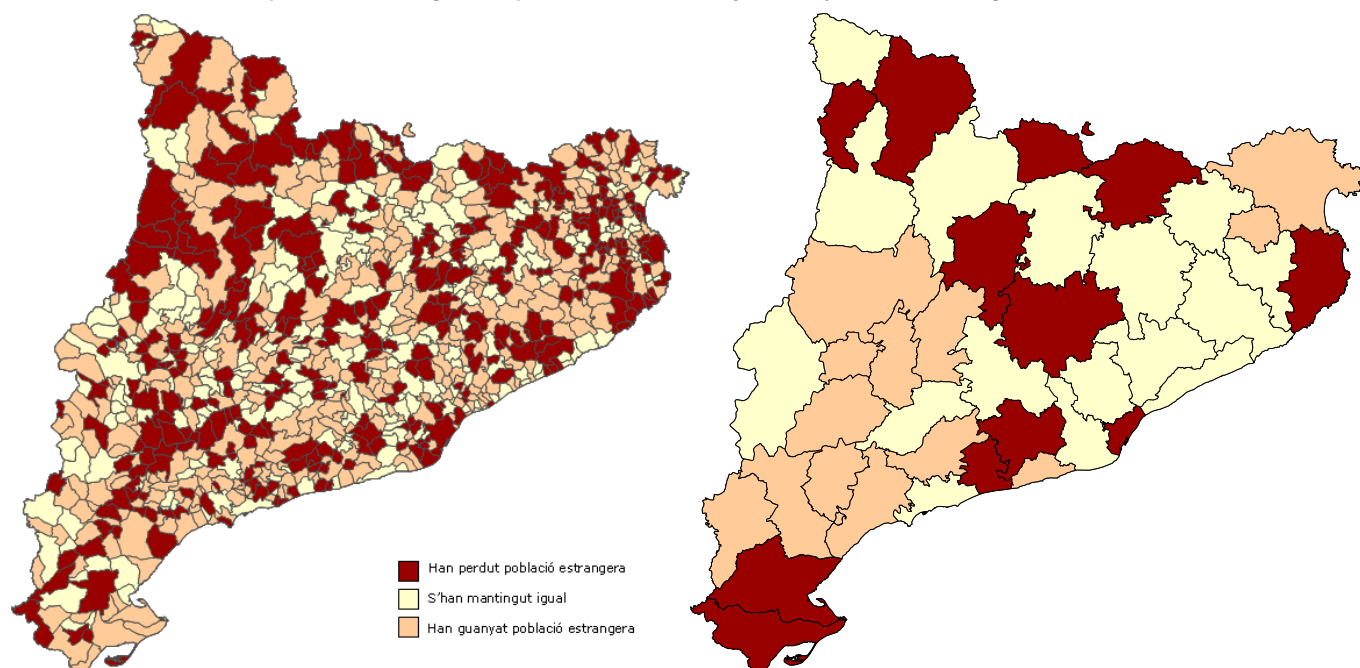 Han perdut població estrangera
S'han mantingut igual
Han guanyat població estrangera